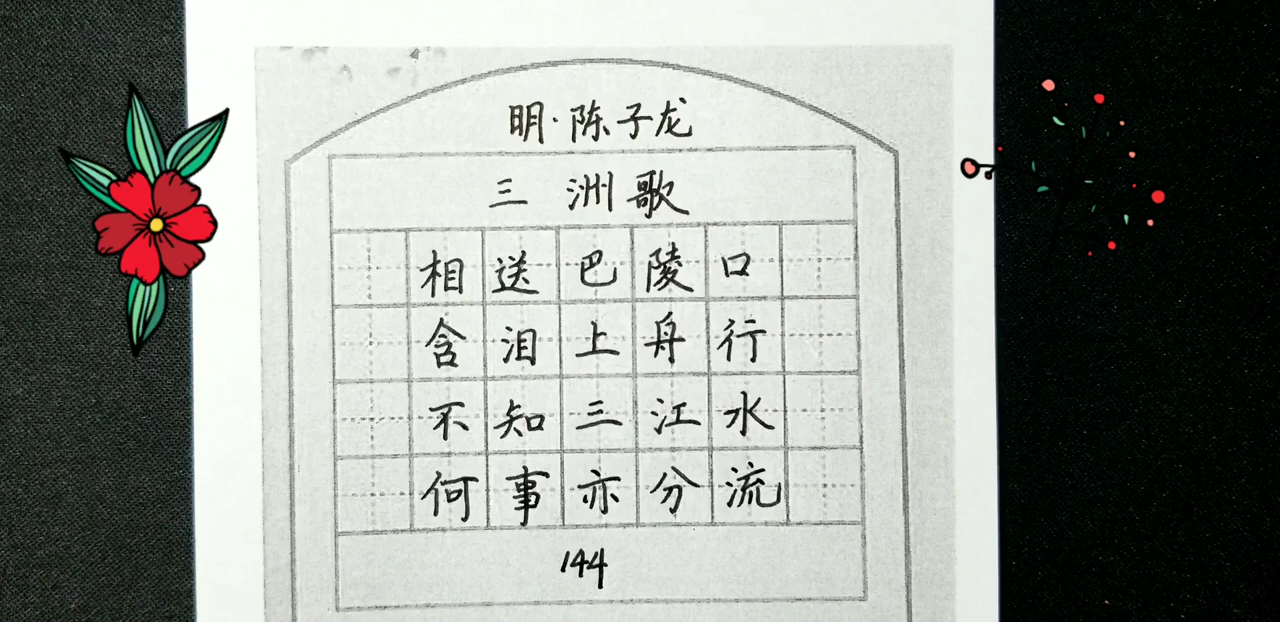 明·陈子龙
三洲歌
相送巴陵口
含泪上舟行
不知三江水
何事亦分流
144